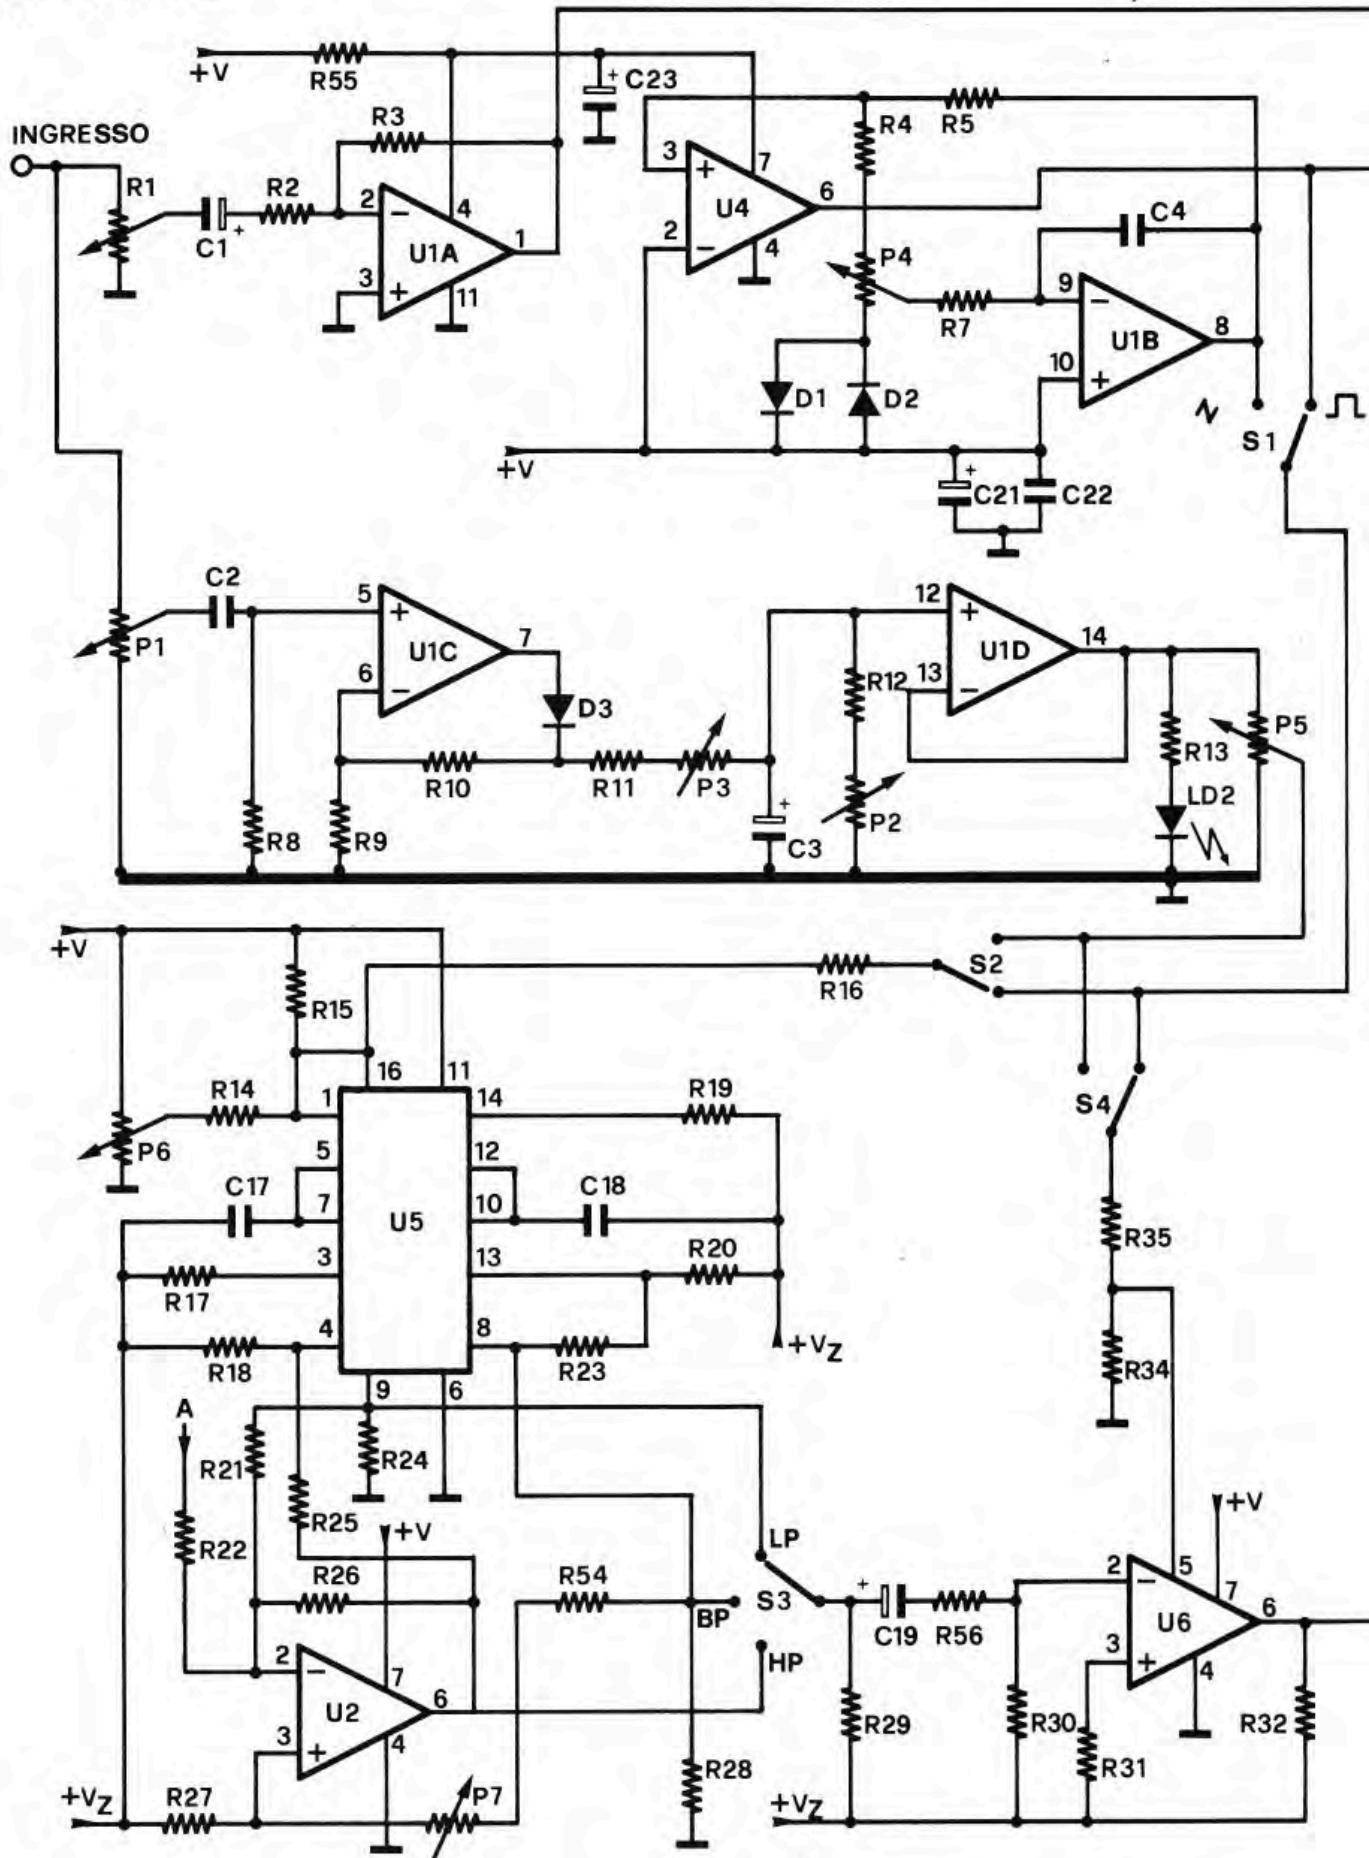 +V
R55
C23
+
INGRESSO
R1
C1
+
R2
R3
2
3
4
11
1
U1A
R4
R5
3
2
7
6
4
U4
C4
P4
R7
9
10
8
U1B
D1
D2
S1
+V
+
C21
C22
C2
P1
5
6
7
U1C
D3
R8
R9
R10
R11
P3
+
C3
R12
P2
12
13
14
U1D
R13
P5
LD2
+V
R15
R16
S2
R14
P6
16
11
1
14
R19
5
12
C17
7
10
C18
U5
3
13
R20
R17
4
8
R18
R23
+VZ
S4
R35
R34
9
6
A
R21
R24
R22
R25
+V
R26
LP
R54
BP
S3
HP
+
C19
R56
2
3
7
6
4
U2
+VZ
R27
P7
R28
R29
R30
R31
R32
+V
2
5
7
3
6
4
U6
+VZ